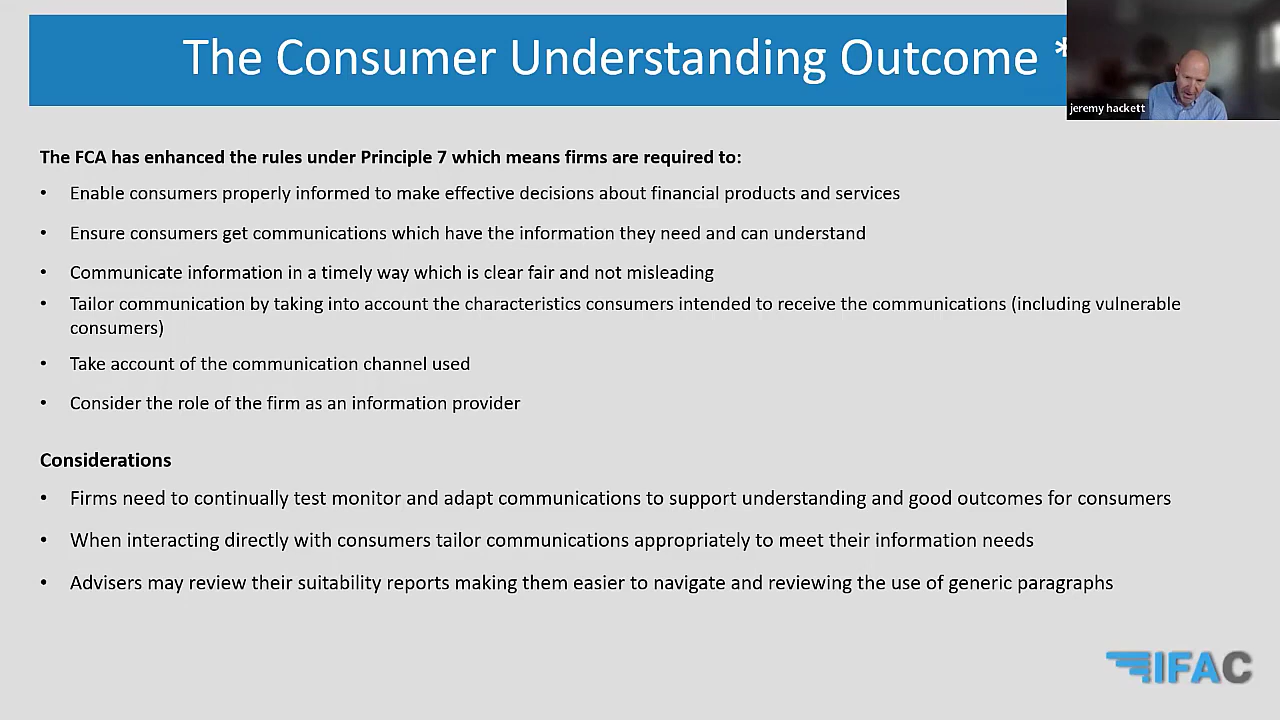 The Consumer Understanding Outcome *
jeremy hackett
The FCA has enhanced the rules under Principle 7 which means firms are required to:
• Enable consumers properly informed to make effective decisions about financial products and services
• Ensure consumers get communications which have the information they need and can understand
• Communicate information in a timely way which is clear fair and not misleading
• Tailor communication by taking into account the characteristics consumers intended to receive the communications (including vulnerable
consumers)
• Take account of the communication channel used
• Consider the role of the firm as an information provider
Considerations
• Firms need to continually test monitor and adapt communications to support understanding and good outcomes for consumers
• When interacting directly with consumers tailor communications appropriately to meet their information needs
• Advisers may review their suitability reports making them easier to navigate and reviewing the use of generic paragraphs
IFAC